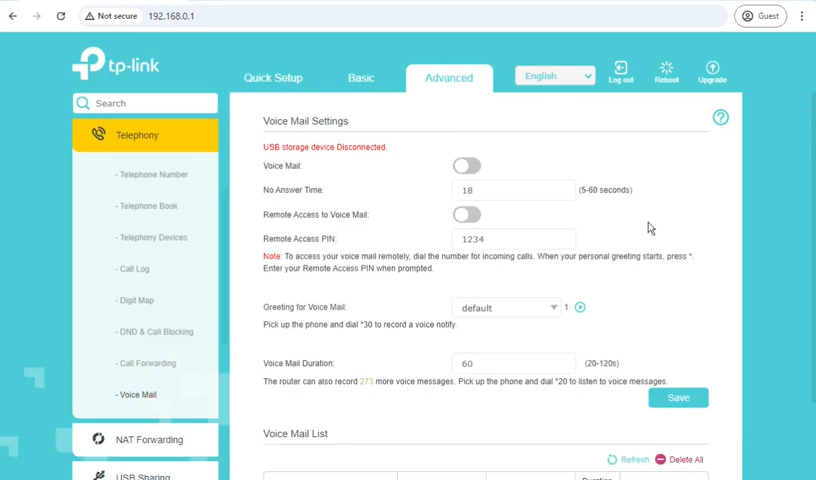 Not secure 192.168.0.1 Guest
tp-link
Quick Setup Basic Advanced English Log out Reboot Upgrade
Search
Telephony
- Telephone Number
- Telephone Book
- Telephony Devices
- Call Log
- Digit Map
- DND & Call Blocking
- Call Forwarding
- Voice Mail
NAT Forwarding
USB Sharing
Voice Mail Settings
?
USB storage device Disconnected.
Voice Mail:
No Answer Time: 18 (5-60 seconds)
Remote Access to Voice Mail:
Remote Access PIN: 1234
Note: To access your voice mail remotely, dial the number for incoming calls. When your personal greeting starts, press *.
Enter your Remote Access PIN when prompted.
Greeting for Voice Mail: default 1
Pick up the phone and dial *30 to record a voice notify.
Voice Mail Duration: 60 (20-120s)
The router can also record 273 more voice messages. Pick up the phone and dial *20 to listen to voice messages.
Save
Voice Mail List
Refresh Delete All
Duration